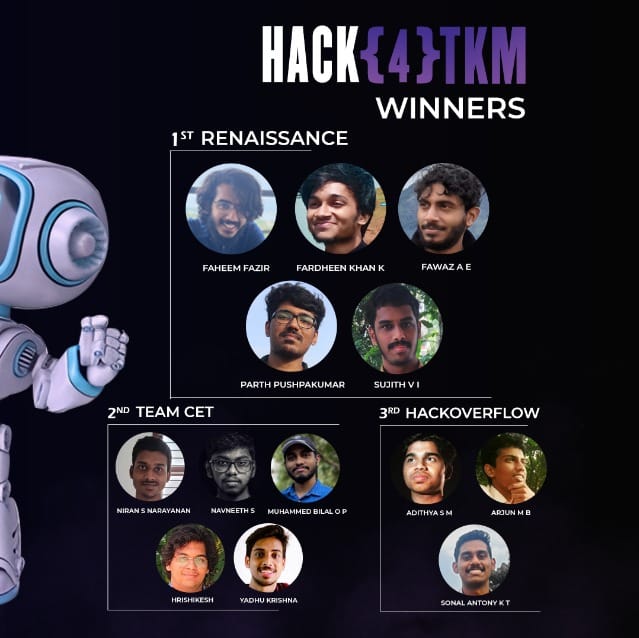 HACK{4}TKM
WINNERS
1ST RENAISSANCE
FAHEEM FAZIR FARDHEEN KHAN K FAWAZ A E
PARTH PUSHPAKUMAR SUJITH V I
2ND TEAM CET
NIRAN S NARAYANAN NAVNEETH S MUHAMMED BILAL O P
HRISHIKESH YADHU KRISHNA
3RD HACKOVERFLOW
ADITHYA S M ARJUN M B
SONAL ANTONY K T